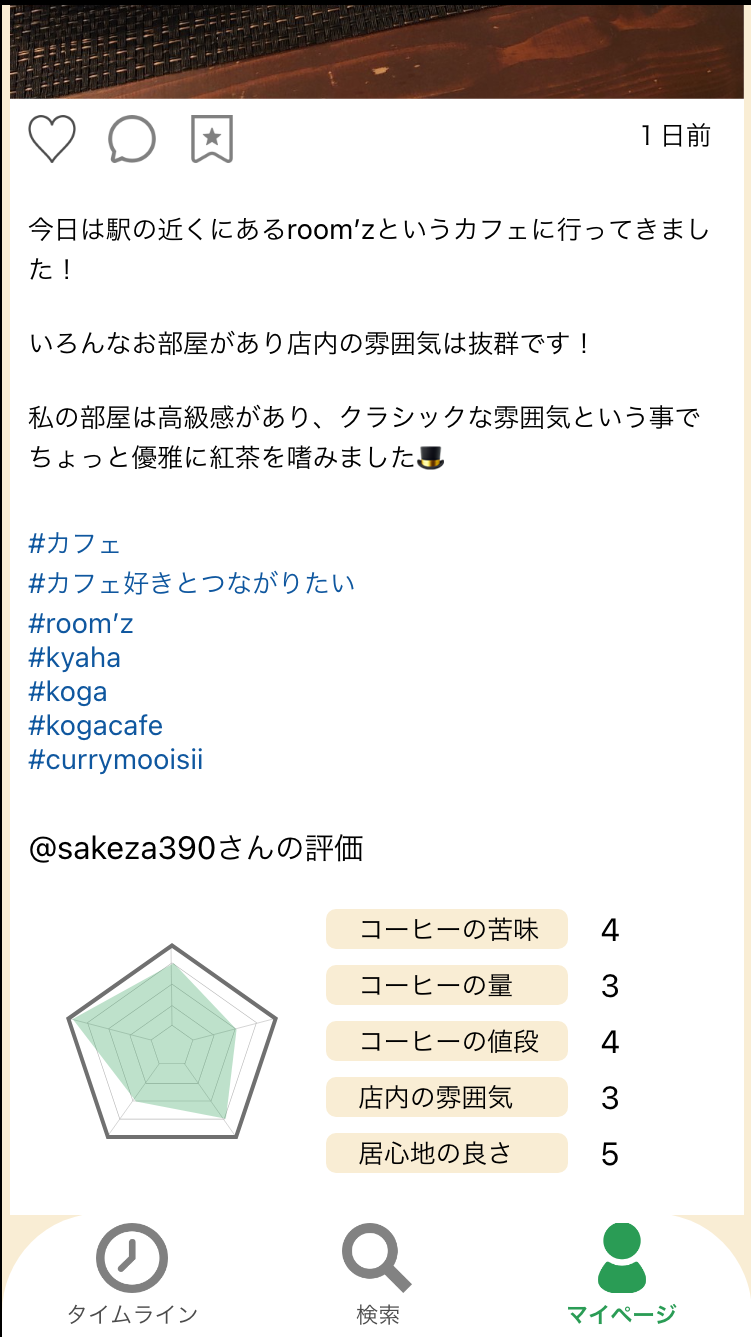 1 日前
今日は駅の近くにあるroom’zというカフェに行ってきまし
た！
いろんなお部屋があり店内の雰囲気は抜群です！
私の部屋は高級感があり、クラシックな雰囲気という事で
ちょっと優雅に紅茶を嗜みました🎩
#カフェ
#カフェ好きとつながりたい
#room’z
#kyaha
#koga
#kogacafe
#currymooisii
@sakeza390さんの評価
コーヒーの苦味 4
コーヒーの量 3
コーヒーの値段 4
店内の雰囲気 3
居心地の良さ 5
タイムライン 検索 マイページ